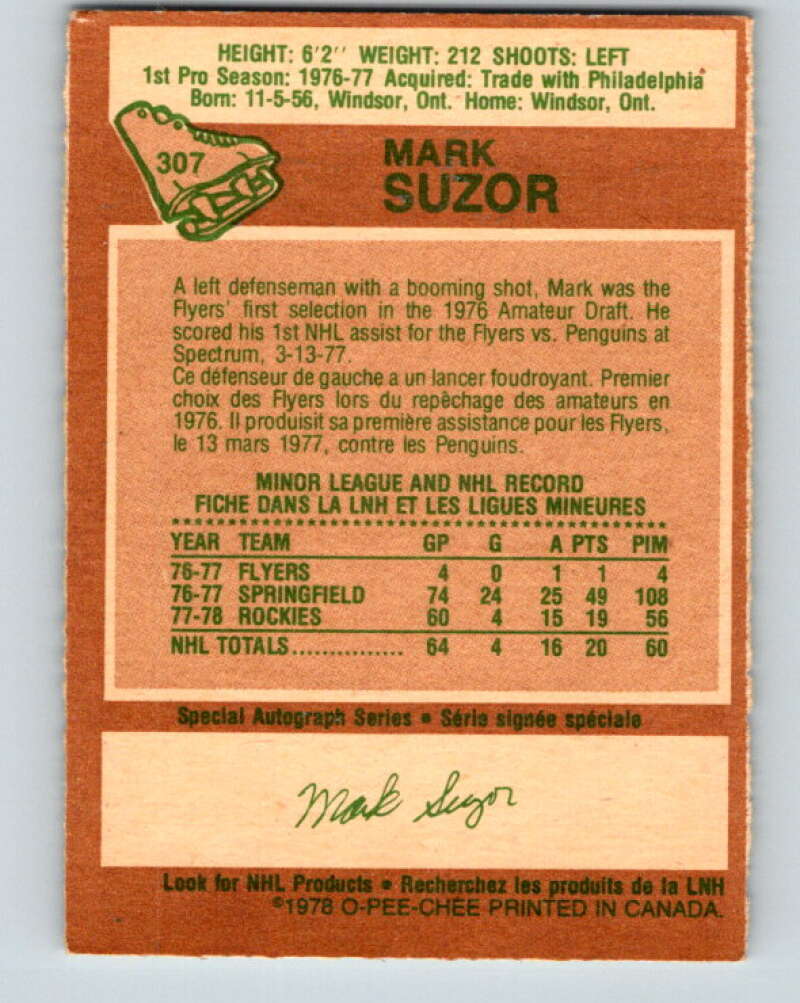 HEIGHT: 6'2'' WEIGHT: 212 SHOOTS: LEFT
1st Pro Season: 1976-77 Acquired: Trade with Philadelphia
Born: 11-5-56, Windsor, Ont. Home: Windsor, Ont.
307
MARK
SUZOR
A left defenseman with a booming shot, Mark was the
Flyers' first selection in the 1976 Amateur Draft. He
scored his 1st NHL assist for the Flyers vs. Penguins at
Spectrum, 3-13-77.
Ce défenseur de gauche a un lancer foudroyant. Premier
choix des Flyers lors du repêchage des amateurs en
1976. Il produisit sa première assistance pour les Flyers,
le 13 mars 1977, contre les Penguins.
MINOR LEAGUE AND NHL RECORD
FICHE DANS LA LNH ET LES LIGUES MINEURES
YEAR TEAM GP G A PTS PIM
76-77 FLYERS 4 0 1 1 4
76-77 SPRINGFIELD 74 24 25 49 108
77-78 ROCKIES 60 4 15 19 56
NHL TOTALS............... 64 4 16 20 60
Special Autograph Series • Série signée spéciale
Mark Suzor
Look for NHL Products • Recherchez les produits de la LNH
©1978 O-PEE-CHEE PRINTED IN CANADA.